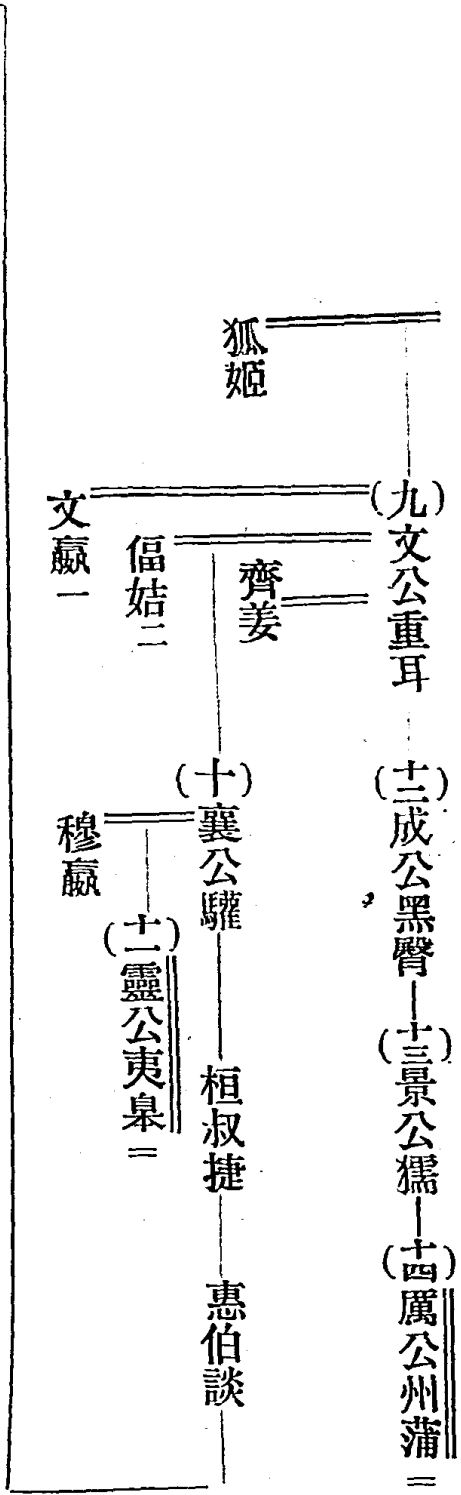 (九)文公重耳
(十二)成公黑臀
(十三)景公獳
(十四)厲公州蒲
狐姬
齊姜
(十)襄公驩
桓叔捷
惠伯談
偪姞二
(十一)靈公夷臯
文嬴一
穆嬴